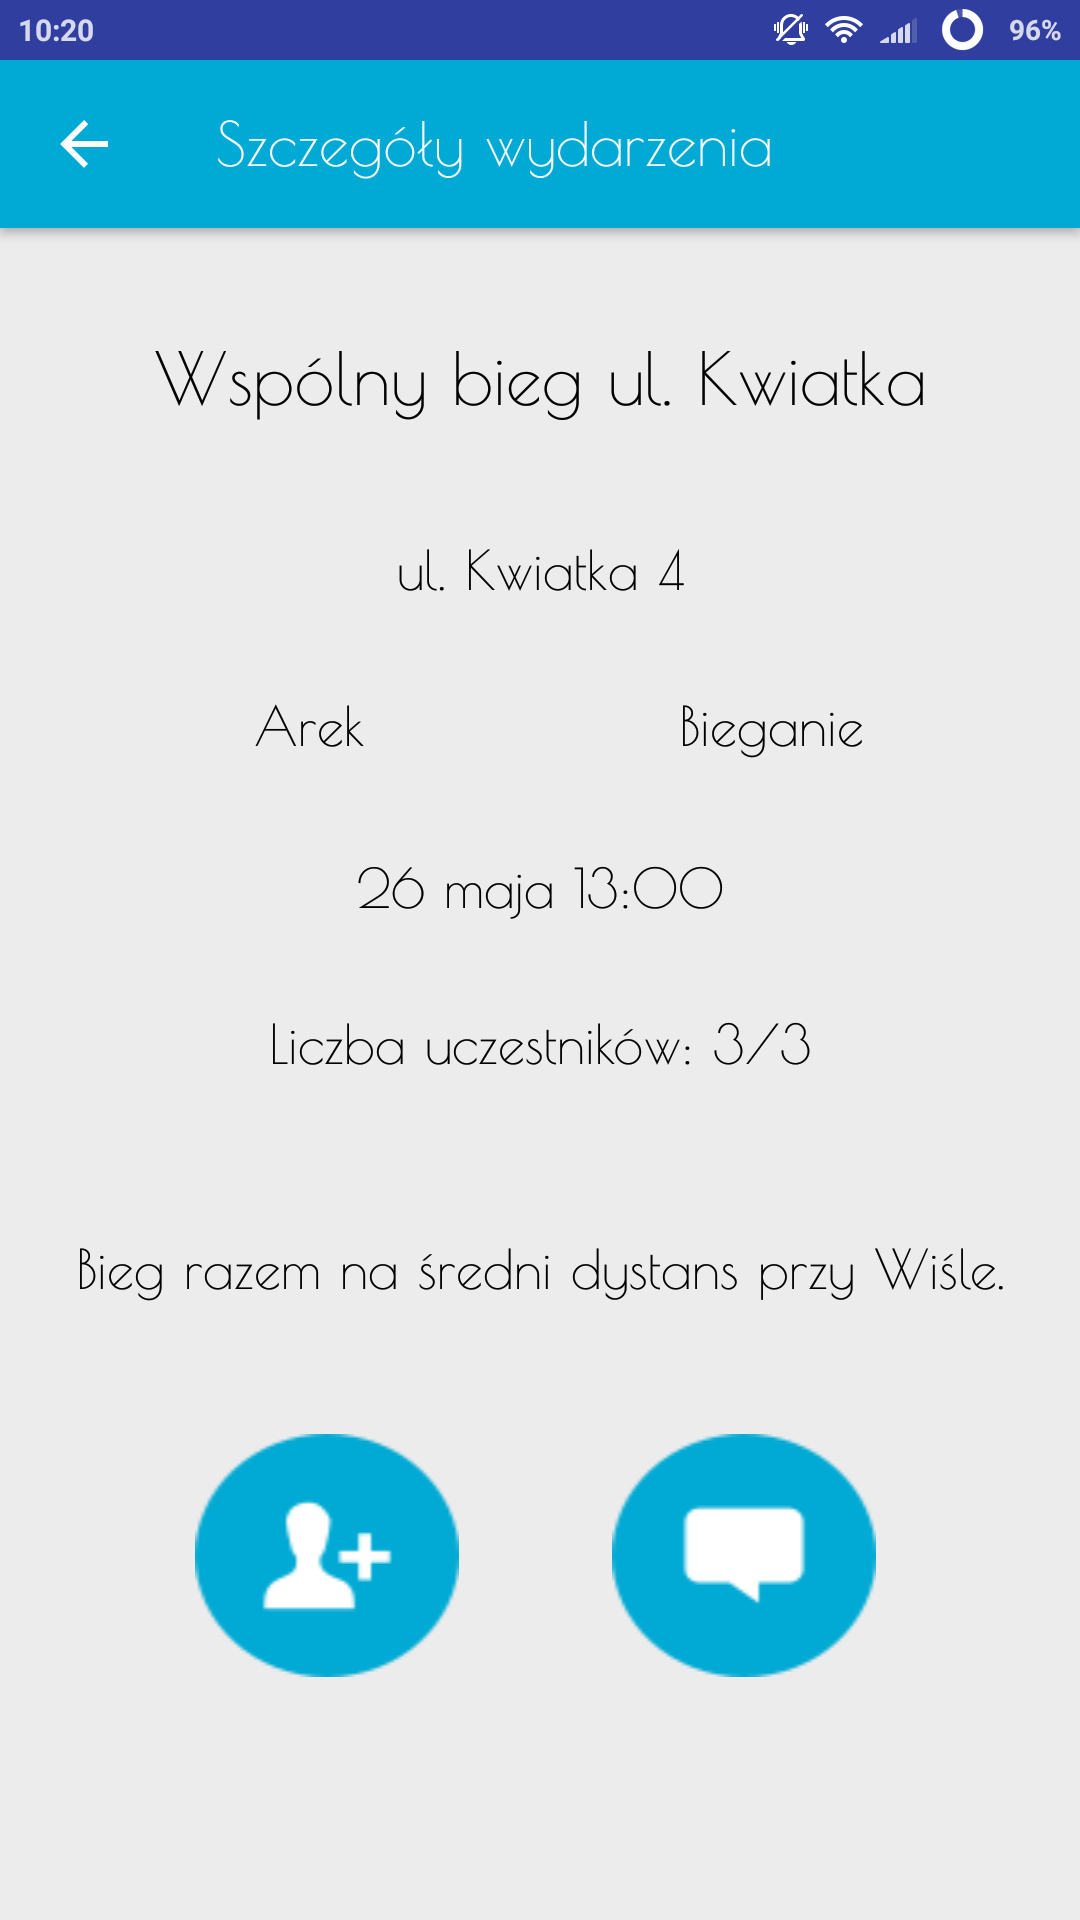 10:20
96%
Szczegóły wydarzenia
Wspólny bieg ul. Kwiatka
ul. Kwiatka 4
Arek Bieganie
26 maja 13:00
Liczba uczestników: 3/3
Bieg razem na średni dystans przy Wiśle.